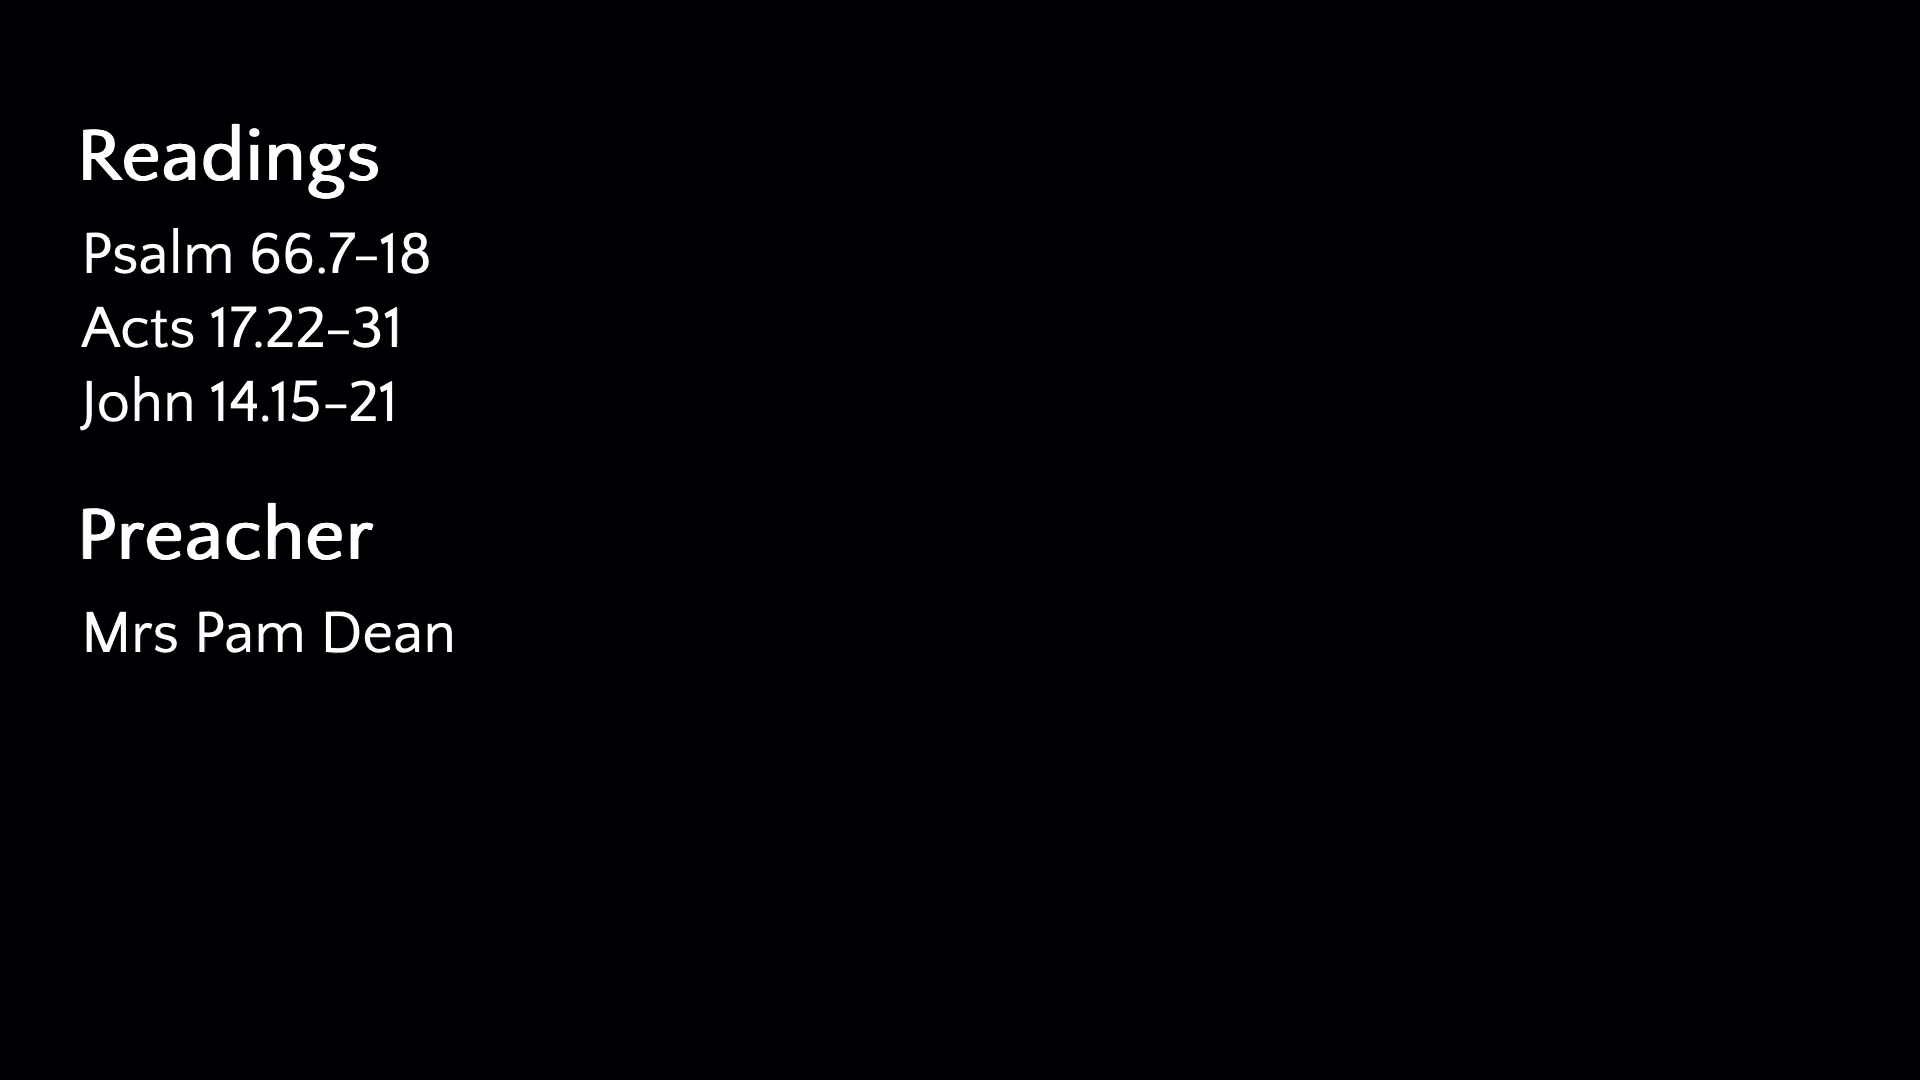 Readings
Psalm 66.7–18
Acts 17.22–31
John 14.15–21
Preacher
Mrs Pam Dean